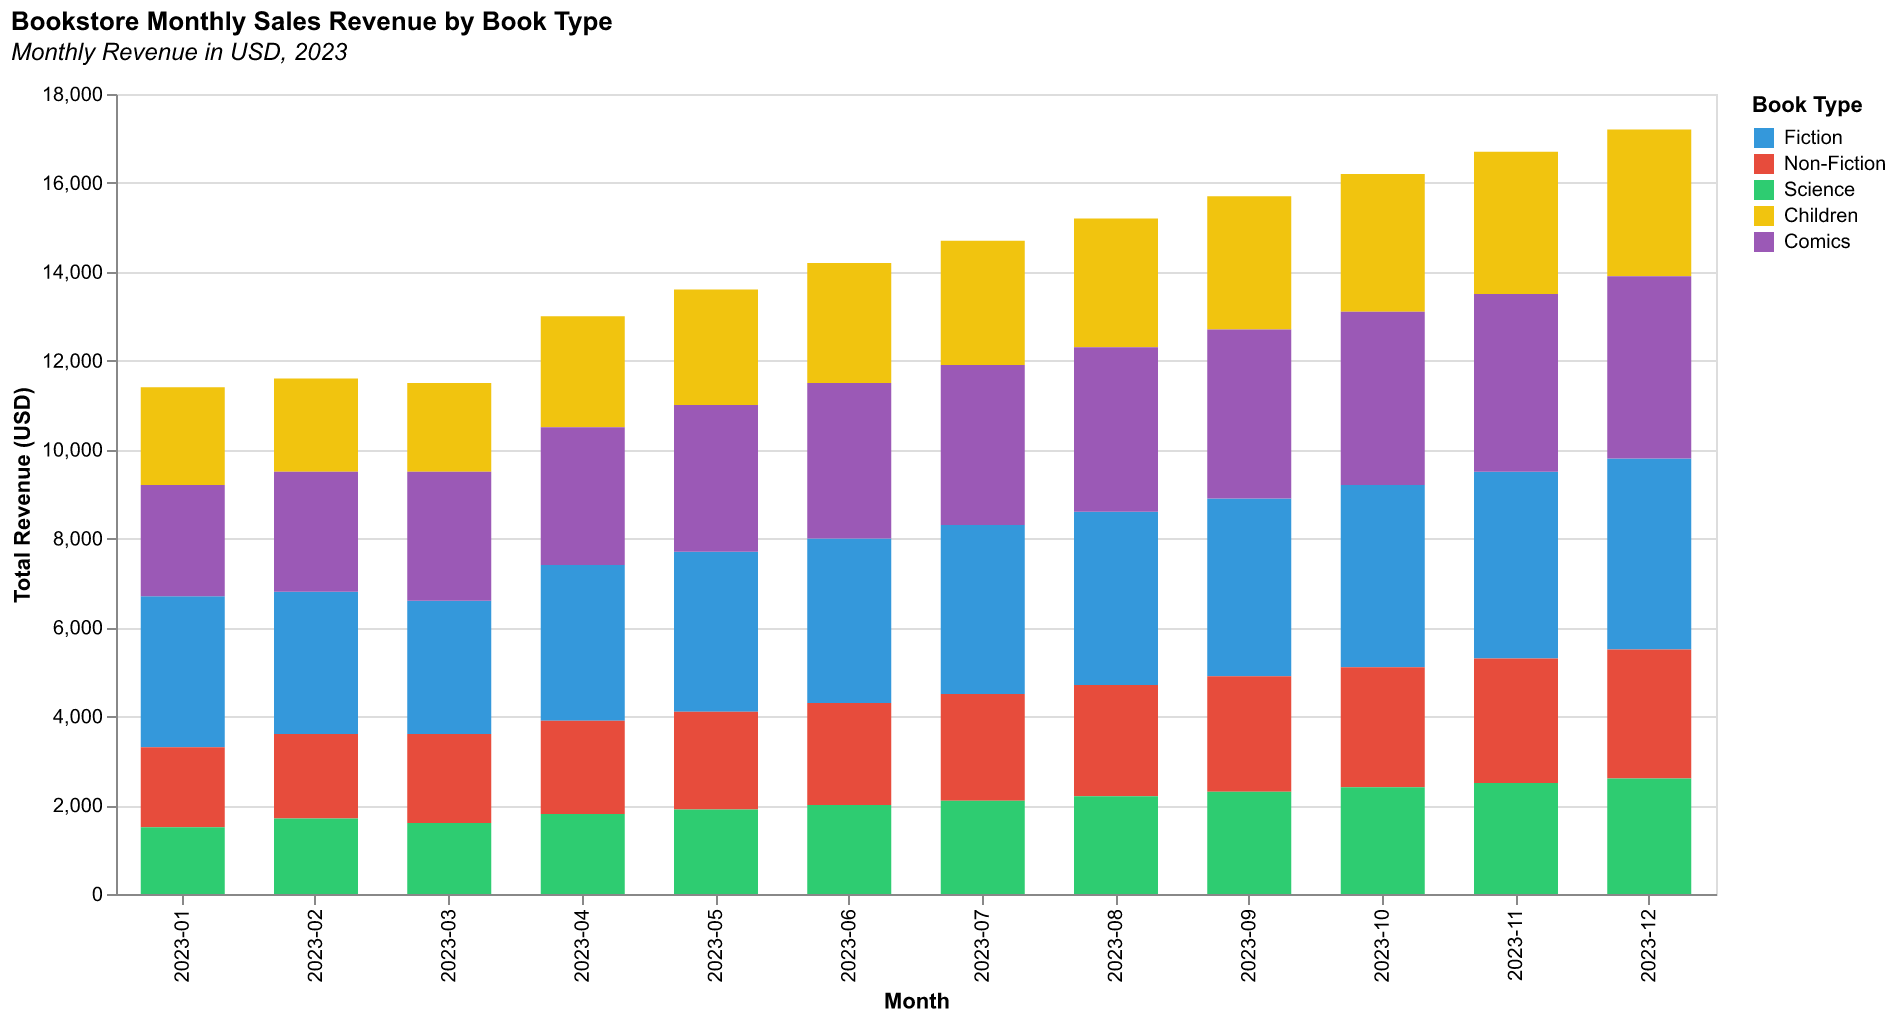 Bookstore Monthly Sales Revenue by Book Type
Monthly Revenue in USD, 2023
Total Revenue (USD)
18,000
16,000
14,000
12,000
10,000
8,000
6,000
4,000
2,000
0
2023-01
2023-02
2023-03
2023-04
2023-05
2023-06
2023-07
2023-08
2023-09
2023-10
2023-11
2023-12
Month
Book Type
Fiction
Non-Fiction
Science
Children
Comics